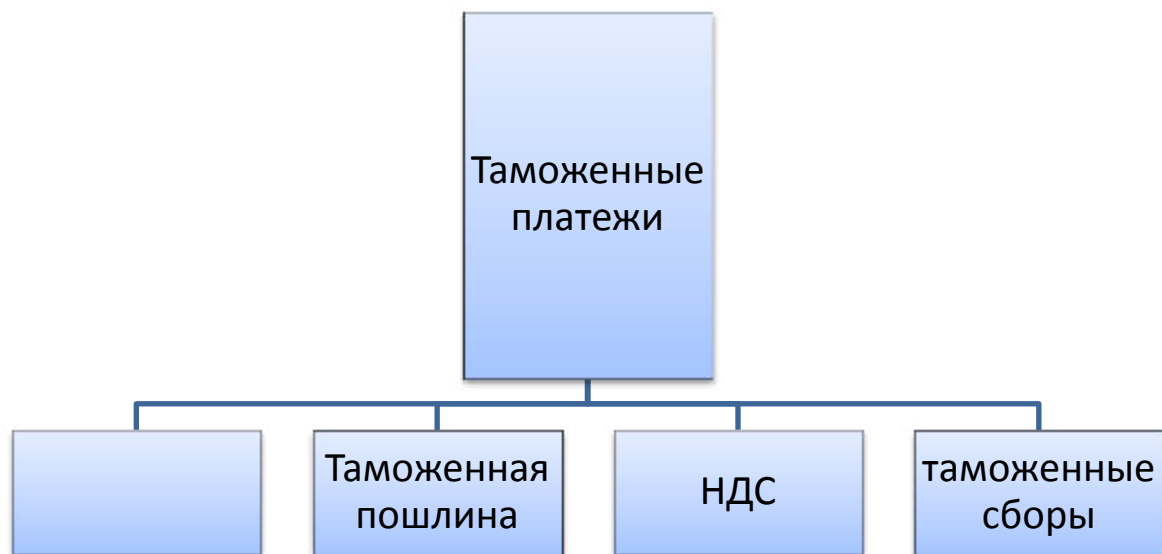 Таможенные
платежи
Таможенная
пошлина
НДС
таможенные
сборы